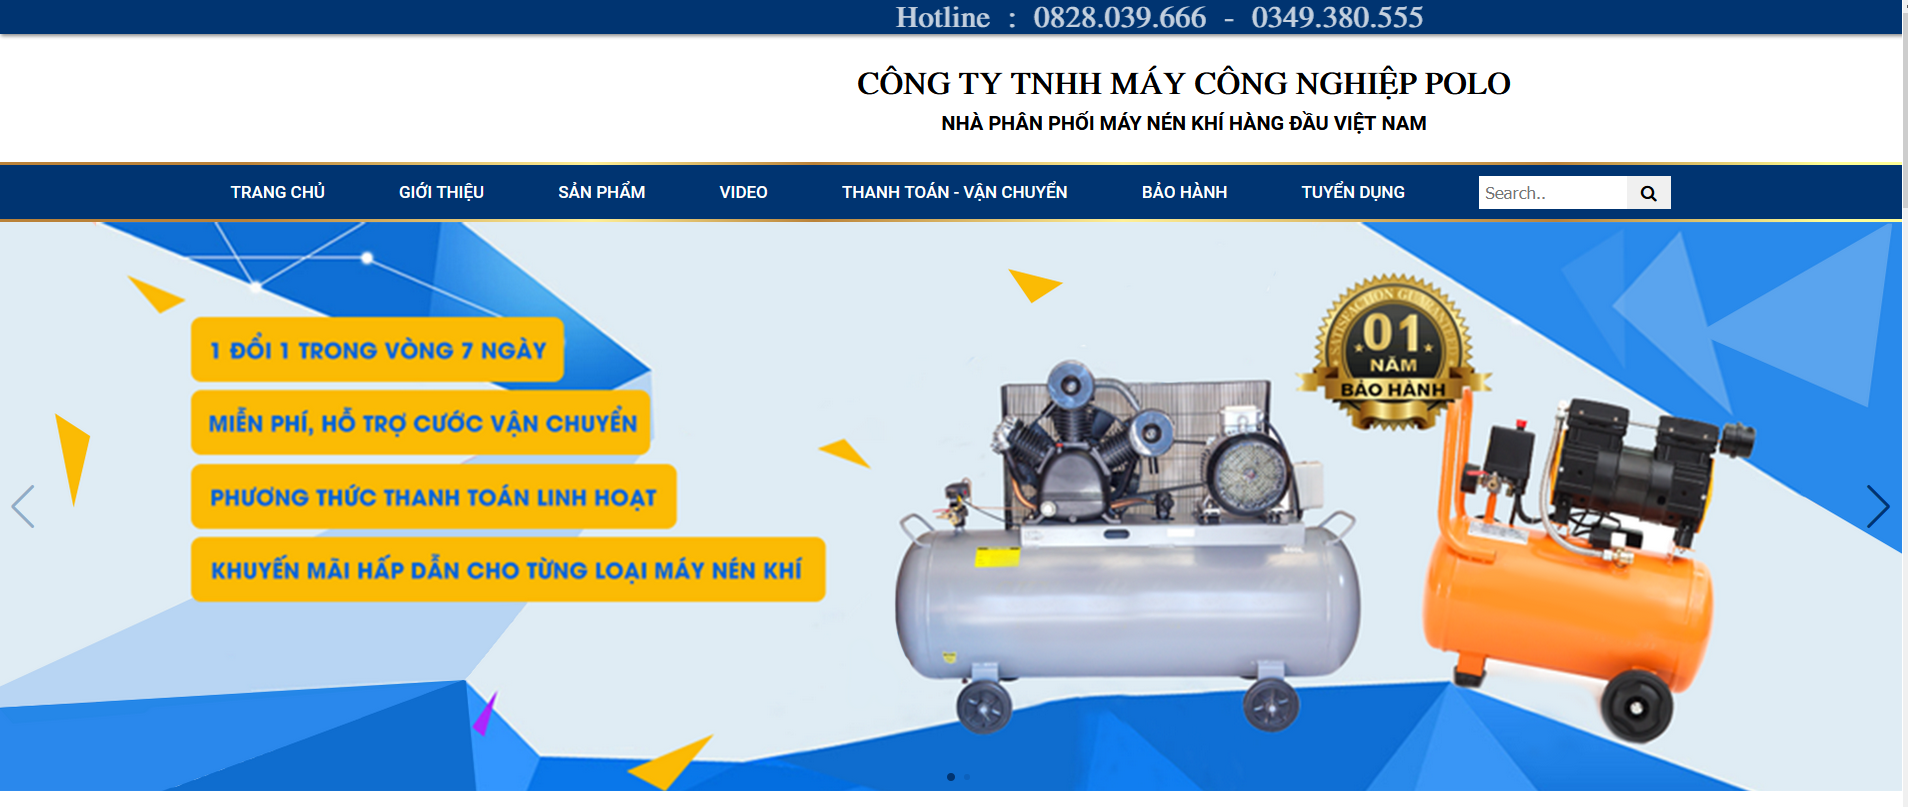 Hotline : 0828.039.666 - 0349.380.555
CÔNG TY TNHH MÁY CÔNG NGHIỆP POLO
NHÀ PHÂN PHỐI MÁY NÉN KHÍ HÀNG ĐẦU VIỆT NAM
TRANG CHỦ GIỚI THIỆU SẢN PHẨM VIDEO THANH TOÁN - VẬN CHUYỂN BẢO HÀNH TUYỂN DỤNG Search..
1 ĐỔI 1 TRONG VÒNG 7 NGÀY
MIỄN PHÍ, HỖ TRỢ CƯỚC VẬN CHUYỂN
PHƯƠNG THỨC THANH TOÁN LINH HOẠT
KHUYẾN MÃI HẤP DẪN CHO TỪNG LOẠI MÁY NÉN KHÍ
SATISFACTION GUARANTEED
01
NĂM
BẢO HÀNH